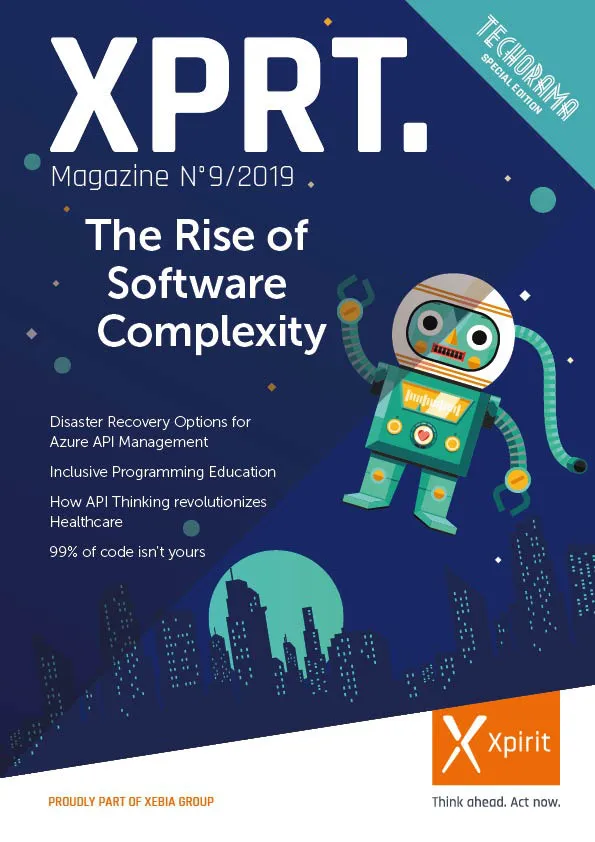 TECHORAMA
SPECIAL EDITION
XPRT.
Magazine N°9/2019
The Rise of
Software
Complexity
Disaster Recovery Options for
Azure API Management
Inclusive Programming Education
How API Thinking revolutionizes
Healthcare
99% of code isn't yours
Xpirit
PROUDLY PART OF XEBIA GROUP
Think ahead. Act now.